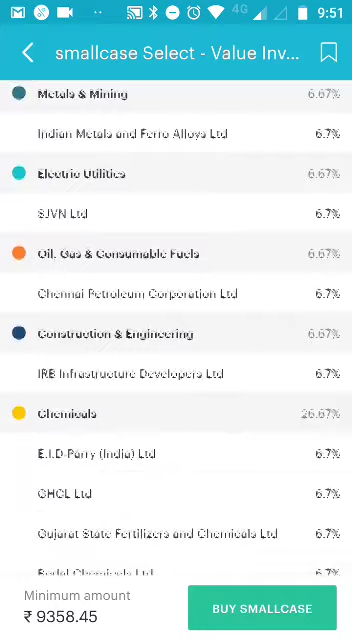 4G 9:51
smallcase Select - Value Inv...
Metals & Mining 6.67%
Indian Metals and Ferro Alloys Ltd 6.7%
Electric Utilities 6.67%
SJVN Ltd 6.7%
Oil, Gas & Consumable Fuels 6.67%
Chennai Petroleum Corporation Ltd 6.7%
Construction & Engineering 6.67%
IRB Infrastructure Developers Ltd 6.7%
Chemicals 26.67%
E.I.D-Parry (India) Ltd 6.7%
GHCL Ltd 6.7%
Gujarat State Fertilizers and Chemicals Ltd 6.7%
Chemicals Ltd 6.7%
Minimum amount
₹ 9358.45
BUY SMALLCASE